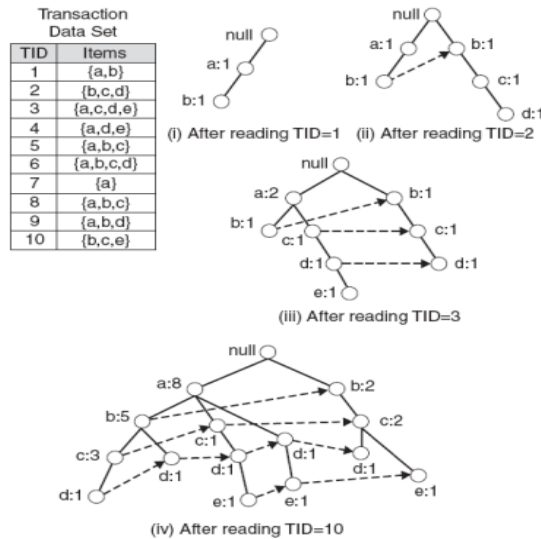 Transaction
Data Set
TID Items
1 {a,b}
2 {b,c,d}
3 {a,c,d,e}
4 {a,d,e}
5 {a,b,c}
6 {a,b,c,d}
7 {a}
8 {a,b,c}
9 {a,b,d}
10 {b,c,e}
null
a:1
b:1
(i) After reading TID=1
null
a:1
b:1
b:1
c:1
d:1
(ii) After reading TID=2
null
a:2
b:1
b:1
c:1
c:1
d:1
d:1
e:1
(iii) After reading TID=3
null
a:8
b:2
b:5
c:2
c:1
c:3
d:1
d:1
d:1
d:1
d:1
e:1
e:1
e:1
(iv) After reading TID=10